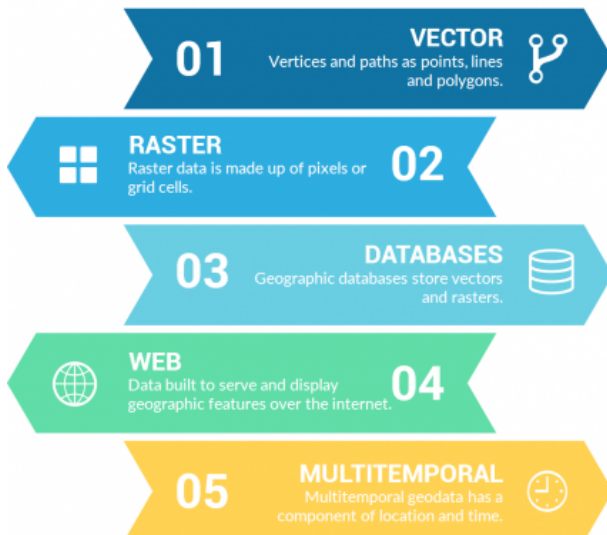 01
VECTOR
Vertices and paths as points, lines
and polygons.
RASTER
Raster data is made up of pixels or
grid cells.
02
03
DATABASES
Geographic databases store vectors
and rasters.
WEB
Data built to serve and display
geographic features over the internet.
04
05
MULTITEMPORAL
Multitemporal geodata has a
component of location and time.